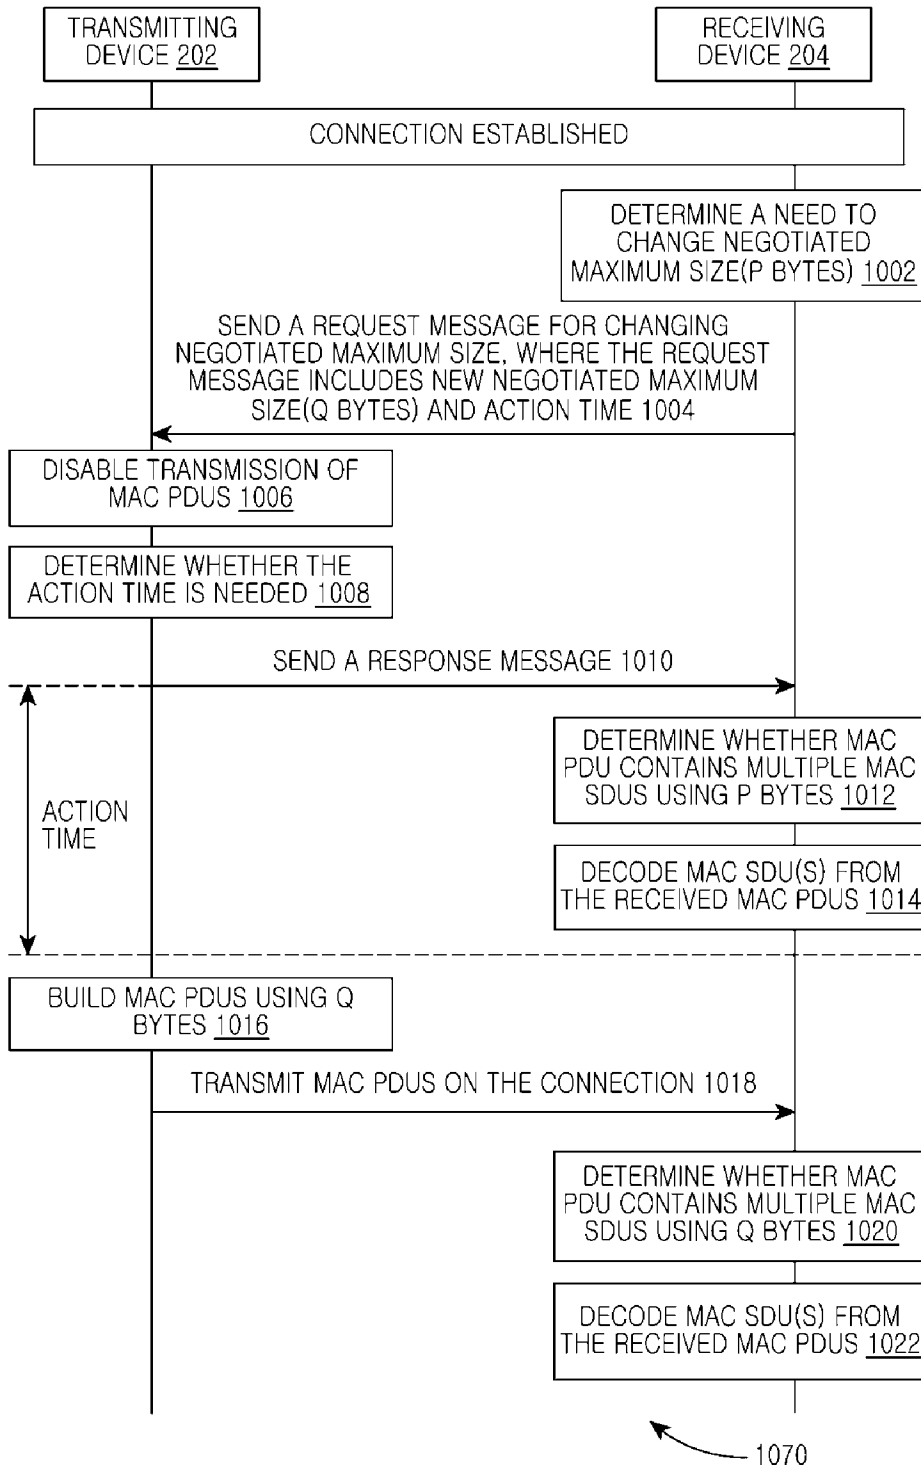 TRANSMITTING
DEVICE 202
RECEIVING
DEVICE 204
CONNECTION ESTABLISHED
DETERMINE A NEED TO
CHANGE NEGOTIATED
MAXIMUM SIZE(P BYTES) 1002
SEND A REQUEST MESSAGE FOR CHANGING
NEGOTIATED MAXIMUM SIZE, WHERE THE REQUEST
MESSAGE INCLUDES NEW NEGOTIATED MAXIMUM
SIZE(Q BYTES) AND ACTION TIME 1004
DISABLE TRANSMISSION OF
MAC PDUS 1006
DETERMINE WHETHER THE
ACTION TIME IS NEEDED 1008
SEND A RESPONSE MESSAGE 1010
DETERMINE WHETHER MAC
PDU CONTAINS MULTIPLE MAC
SDUS USING P BYTES 1012
ACTION
TIME
DECODE MAC SDU(S) FROM
THE RECEIVED MAC PDUS 1014
BUILD MAC PDUS USING Q
BYTES 1016
TRANSMIT MAC PDUS ON THE CONNECTION 1018
DETERMINE WHETHER MAC
PDU CONTAINS MULTIPLE MAC
SDUS USING Q BYTES 1020
DECODE MAC SDU(S) FROM
THE RECEIVED MAC PDUS 1022
1070